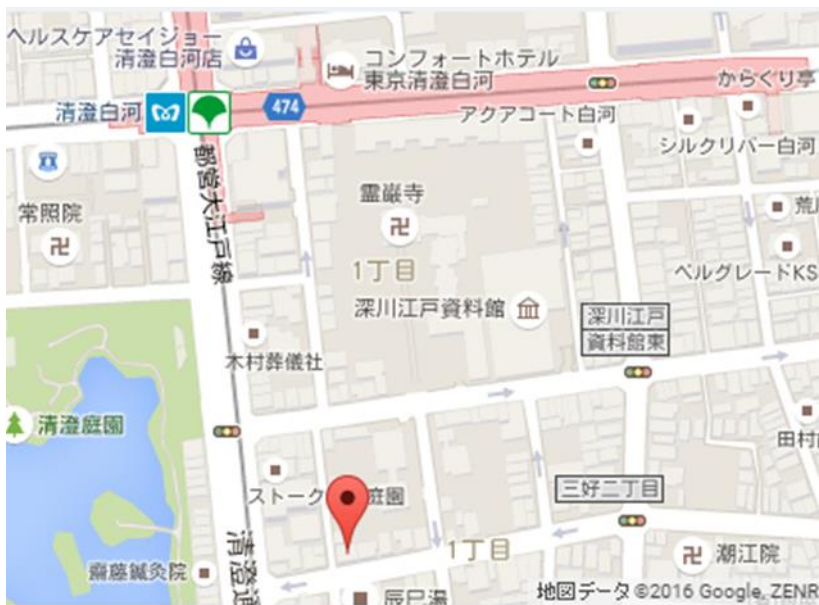 ヘルスケアセイジョー
清澄白河店
コンフォートホテル
東京清澄白河
からくり亭
清澄白河
474
アクアコート白河
シルクリバー白河
都営大江戸線
常照院
霊巌寺
荒川
1丁目
ベルグレードKS
深川江戸資料館
深川江戸
資料館東
木村葬儀社
清澄庭園
田村
ストーク
庭園
三好二丁目
清澄通
1丁目
潮江院
齋藤鍼灸院
辰巳湯
地図データ ©2016 Google, ZENR